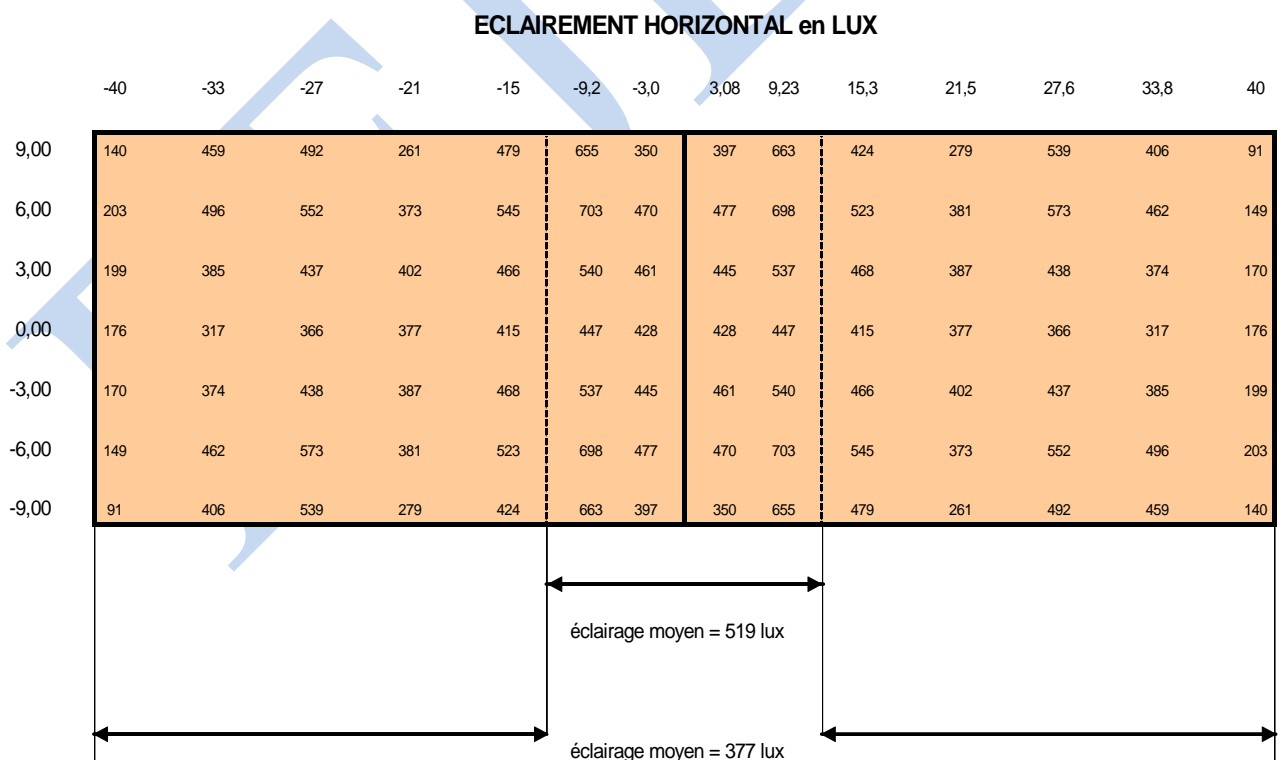 ECLAIREMENT HORIZONTAL en LUX
-40 -33 -27 -21 -15 -9,2 -3,0 3,08 9,23 15,3 21,5 27,6 33,8 40
9,00 140 459 492 261 479 655 350 397 663 424 279 539 406 91
6,00 203 496 552 373 545 703 470 477 698 523 381 573 462 149
3,00 199 385 437 402 466 540 461 445 537 468 387 438 374 170
0,00 176 317 366 377 415 447 428 428 447 415 377 366 317 176
-3,00 170 374 438 387 468 537 445 461 540 466 402 437 385 199
-6,00 149 462 573 381 523 698 477 470 703 545 373 552 496 203
-9,00 91 406 539 279 424 663 397 350 655 479 261 492 459 140
éclairage moyen = 519 lux
éclairage moyen = 377 lux